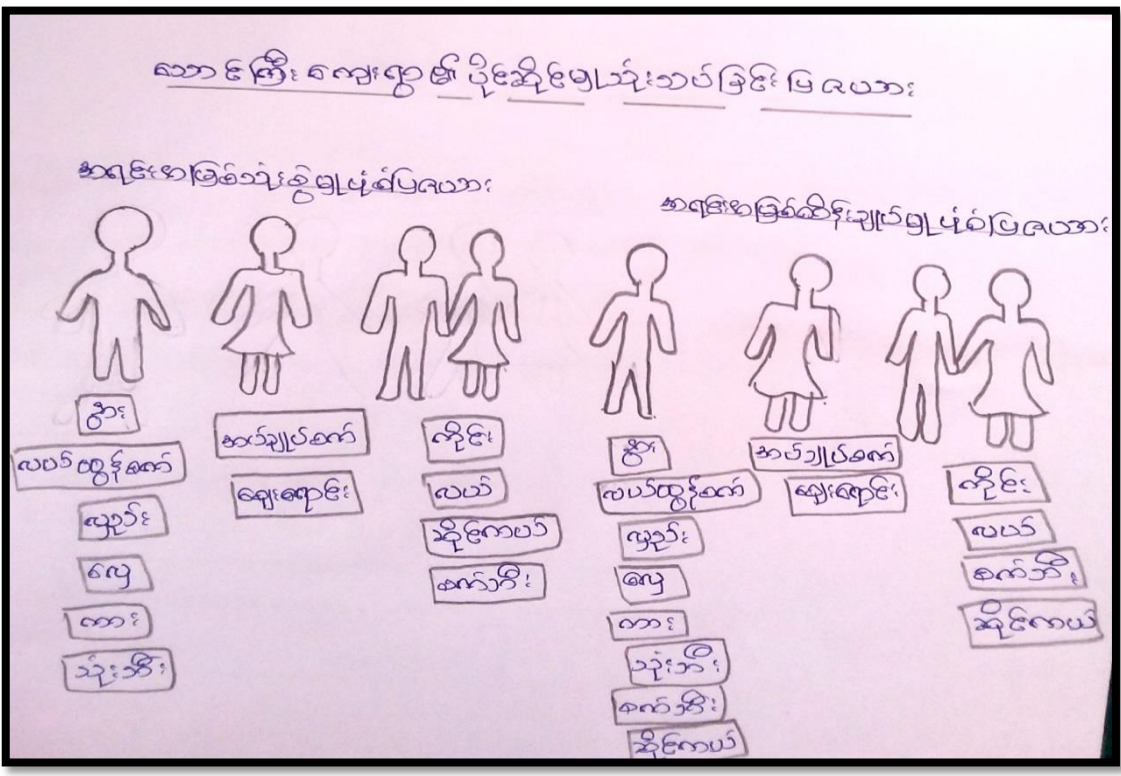 သောင်ကြီးကျေးရွာ၏ ပိုင်ဆိုင်မှုသုံးသပ်ခြင်းပြဇယား
အရင်းအမြစ်သုံးစွဲမှုပုံစံပြဇယား
နွား
လယ်ထွန်စက်
လှည်း
လှေ
ကား
သုံးဘီး
အပ်ချုပ်စက်
ဈေးရောင်း
ကိုင်း
လယ်
ဆိုင်ကယ်
စက်ဘီး
အရင်းအမြစ်ထိန်းချုပ်မှုပုံစံပြဇယား
နွား
လယ်ထွန်စက်
လှည်း
လှေ
ကား
သုံးဘီး
စက်ဘီး
ဆိုင်ကယ်
အပ်ချုပ်စက်
ဈေးရောင်း
ကိုင်း
လယ်
စက်ဘီး
ဆိုင်ကယ်